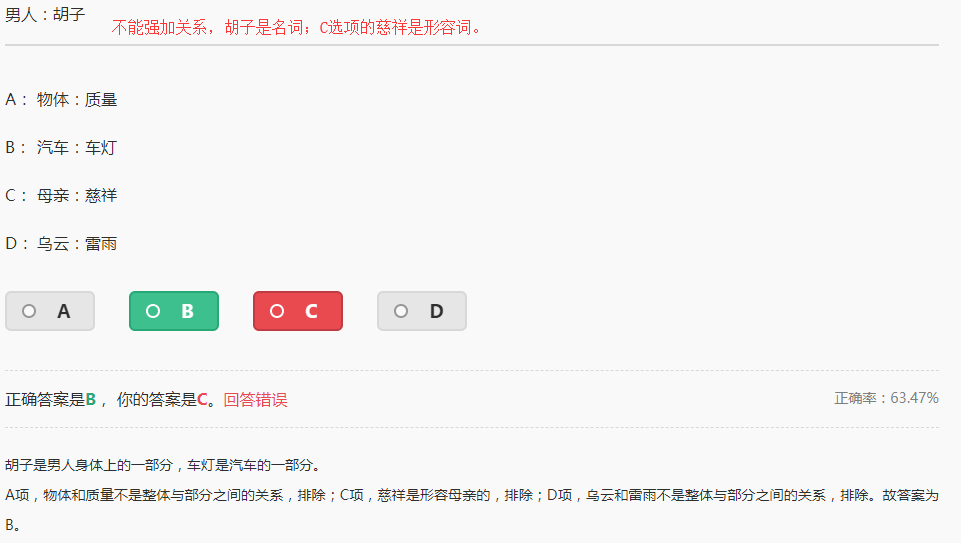 男人：胡子
不能强加关系，胡子是名词；C选项的慈祥是形容词。
A： 物体：质量
B： 汽车：车灯
C： 母亲：慈祥
D： 乌云：雷雨
A B C D
正确答案是B， 你的答案是C。回答错误 正确率：63.47%
胡子是男人身体上的一部分，车灯是汽车的一部分。
A项，物体和质量不是整体与部分之间的关系，排除；C项，慈祥是形容母亲的，排除；D项，乌云和雷雨不是整体与部分之间的关系，排除。故答案为
B。